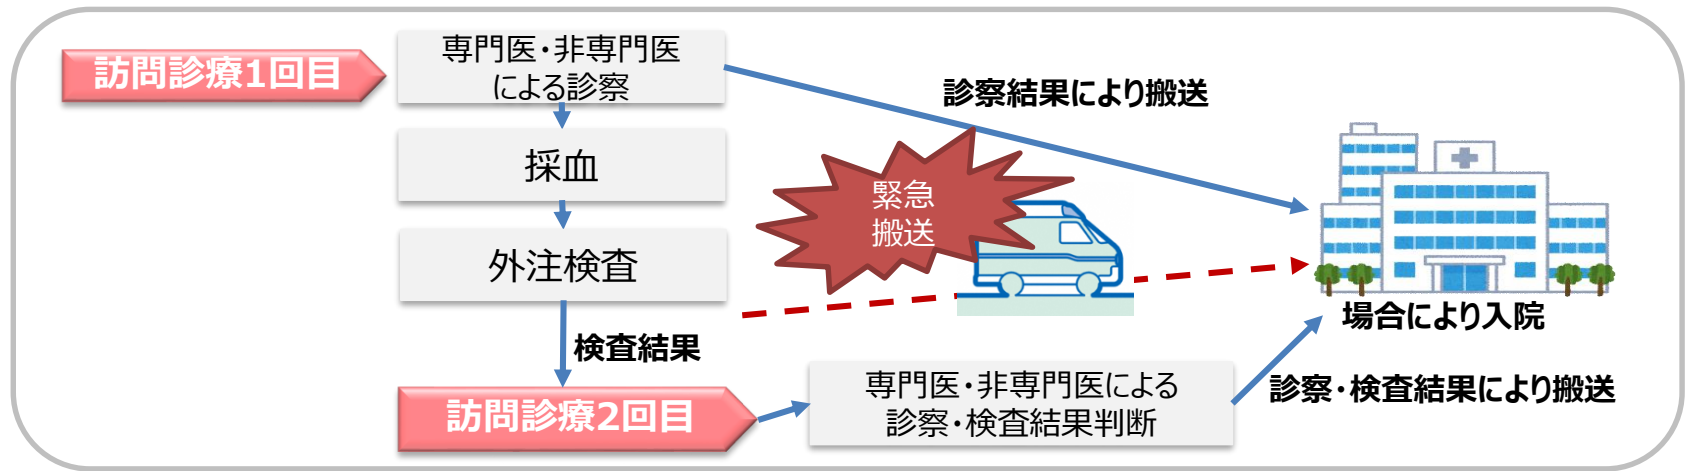 訪問診療1回目
専門医・非専門医
による診察
診察結果により搬送
採血
緊急
搬送
外注検査
場合により入院
検査結果
専門医・非専門医による
診察・検査結果判断
診察・検査結果により搬送
訪問診療2回目